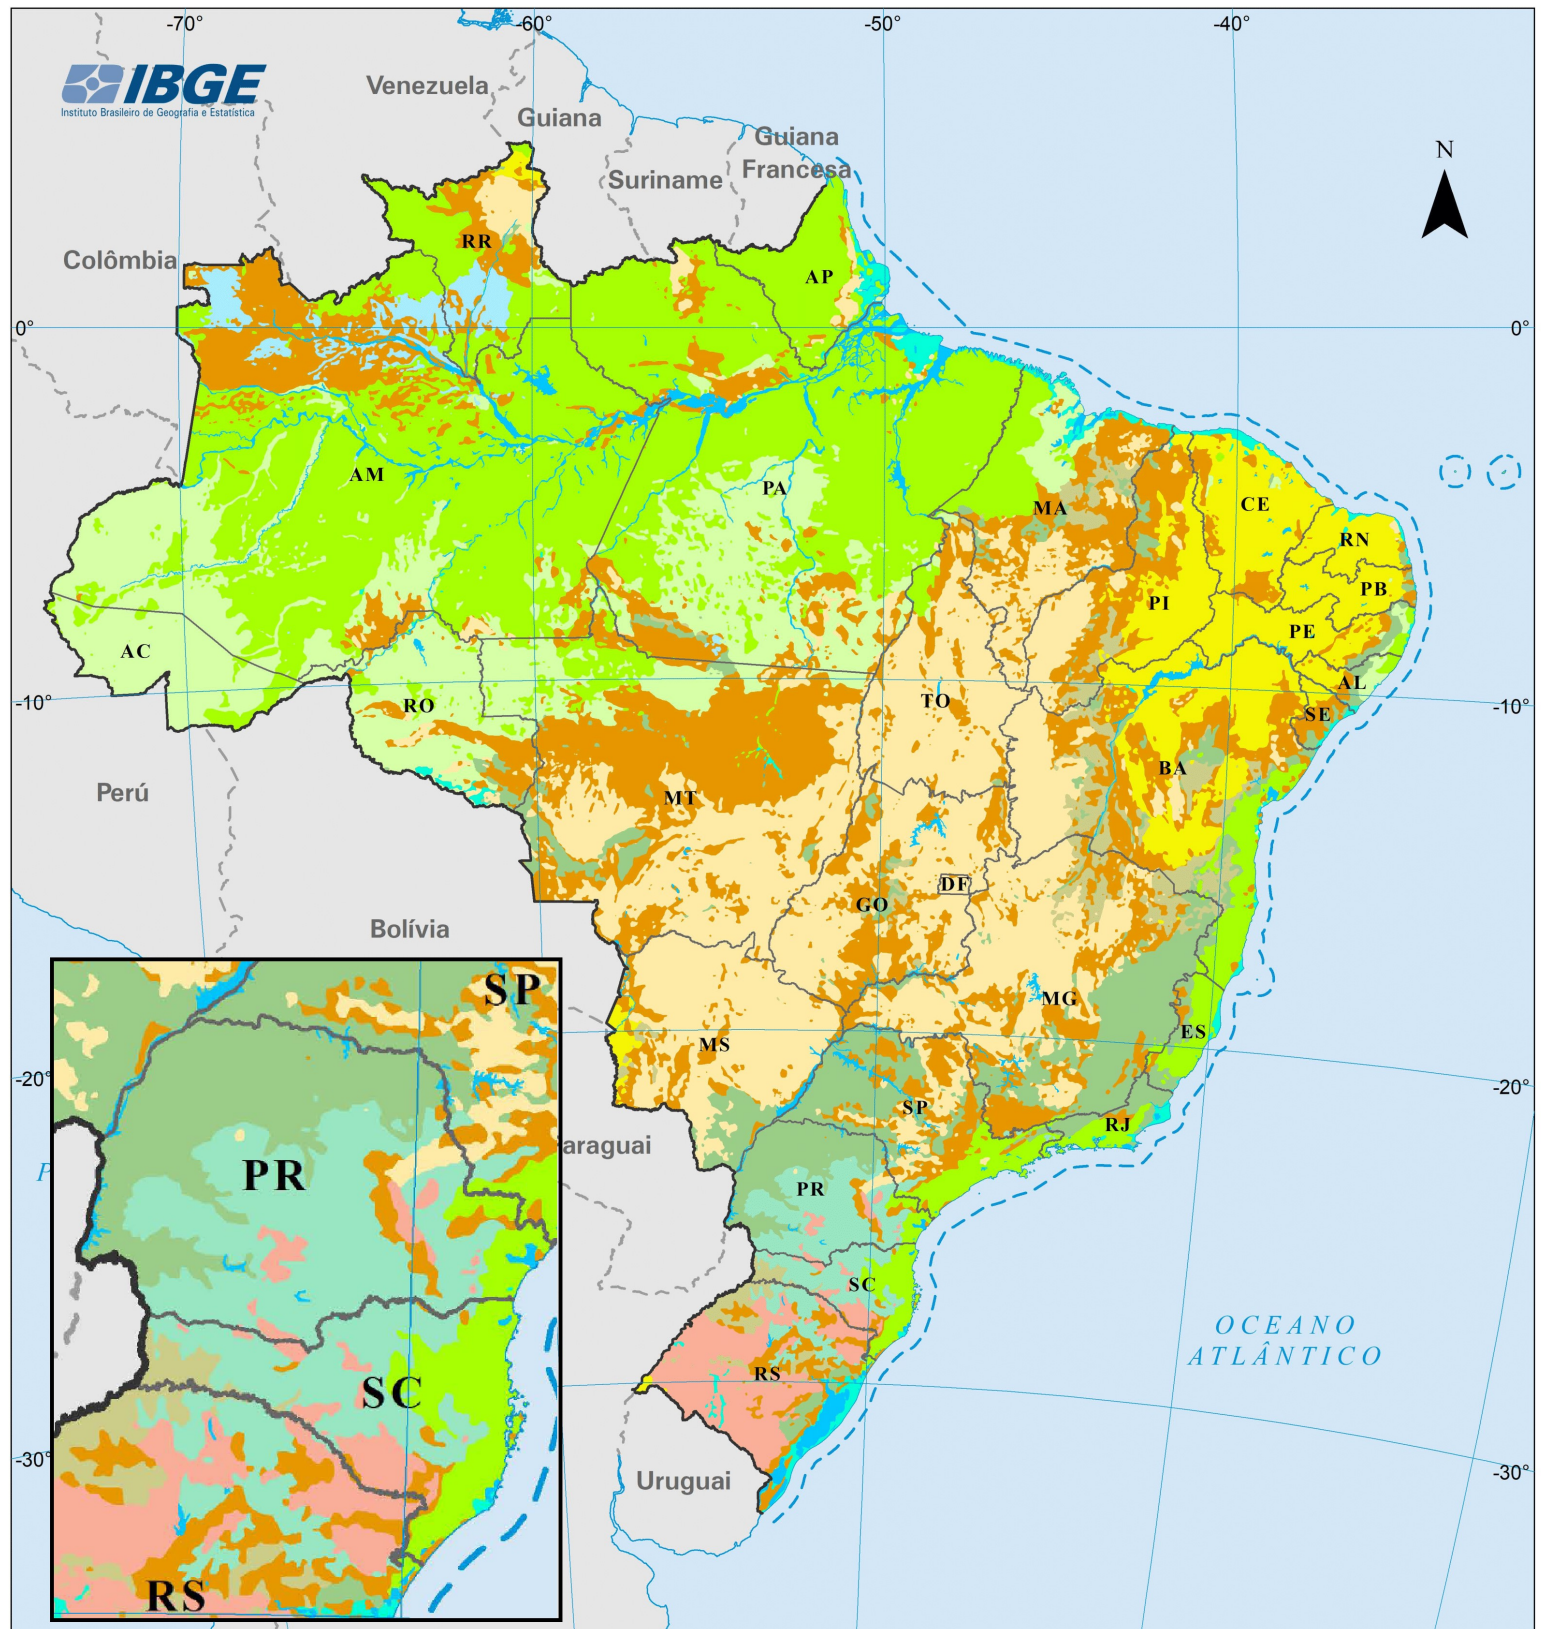 -70°
-60°
-50°
-40°
IBGE
Instituto Brasileiro de Geografia e Estatística
Venezuela
Guiana
Guiana
Francesa
Suriname
N
Colômbia
RR
AP
0°
0°
AM
PA
MA
CE
RN
PB
PI
PE
AC
AL
RO
TO
SE
-10°
-10°
BA
Perú
MT
DF
GO
Bolívia
SP
MG
ES
MS
-20°
-20°
SP
RJ
araguai
P
PR
PR
SC
OCEANO
ATLÂNTICO
RS
SC
-30°
-30°
Uruguai
RS